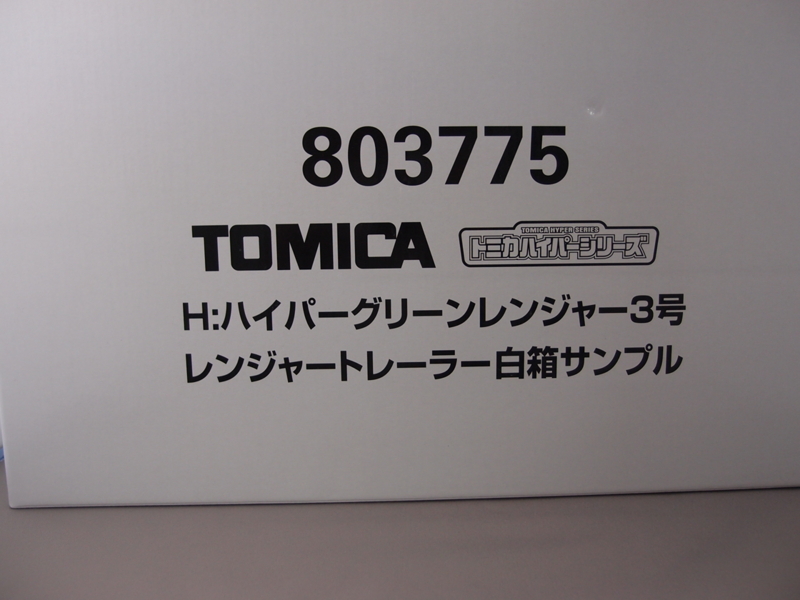 803775
TOMICA
TOMICA HYPER SERIES
トミカハイパーシリーズ
H:ハイパーグリーンレンジャー3号
レンジャートレーラー白箱サンプル